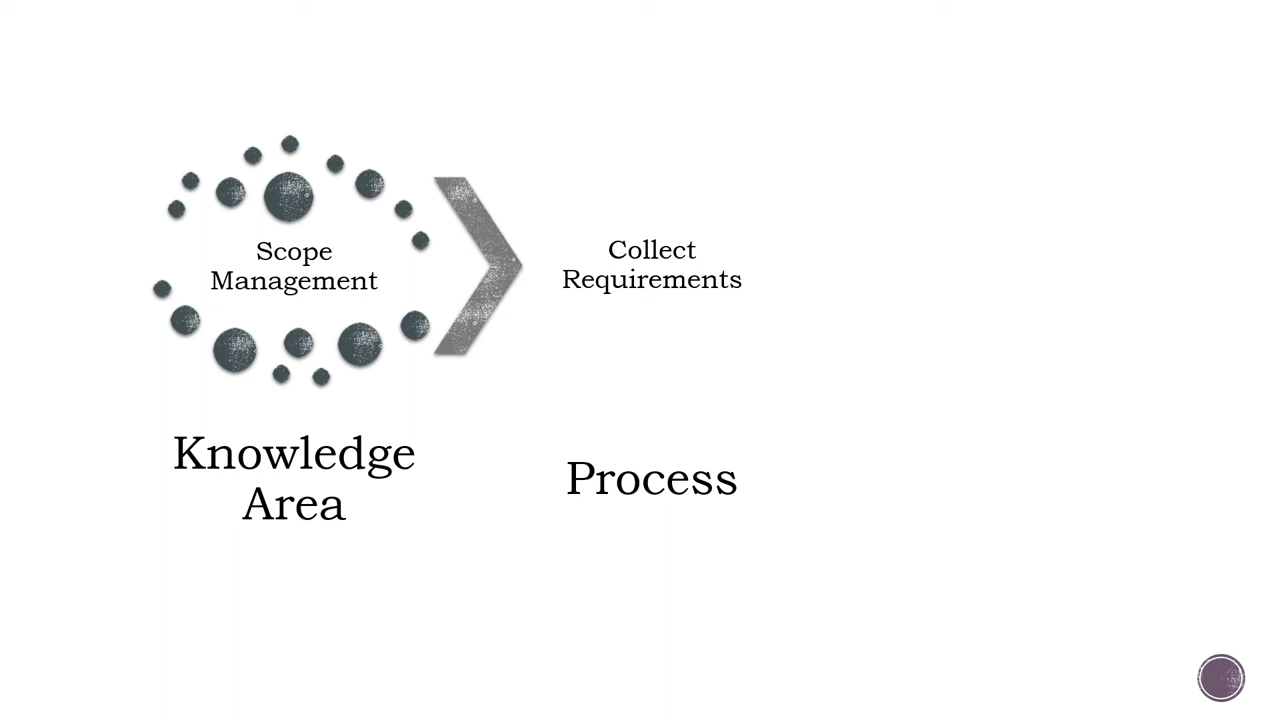 Scope
Management
Collect
Requirements
Knowledge
Area
Process